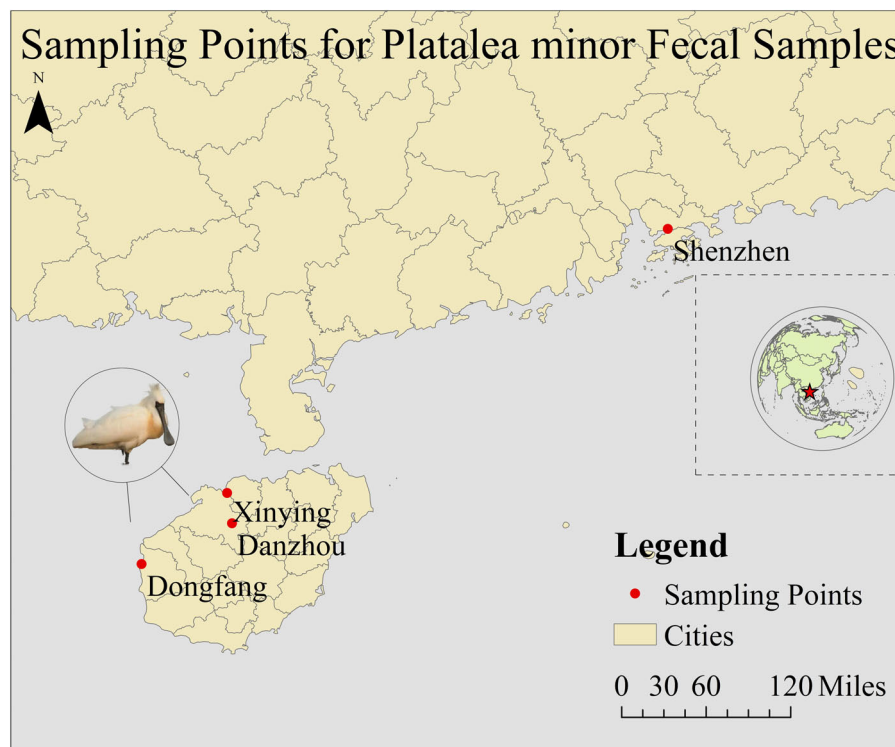 Sampling Points for Platalea minor Fecal Samples
N
Shenzhen
Xinying
Danzhou
Dongfang
Legend
Sampling Points
Cities
0 30 60 120 Miles